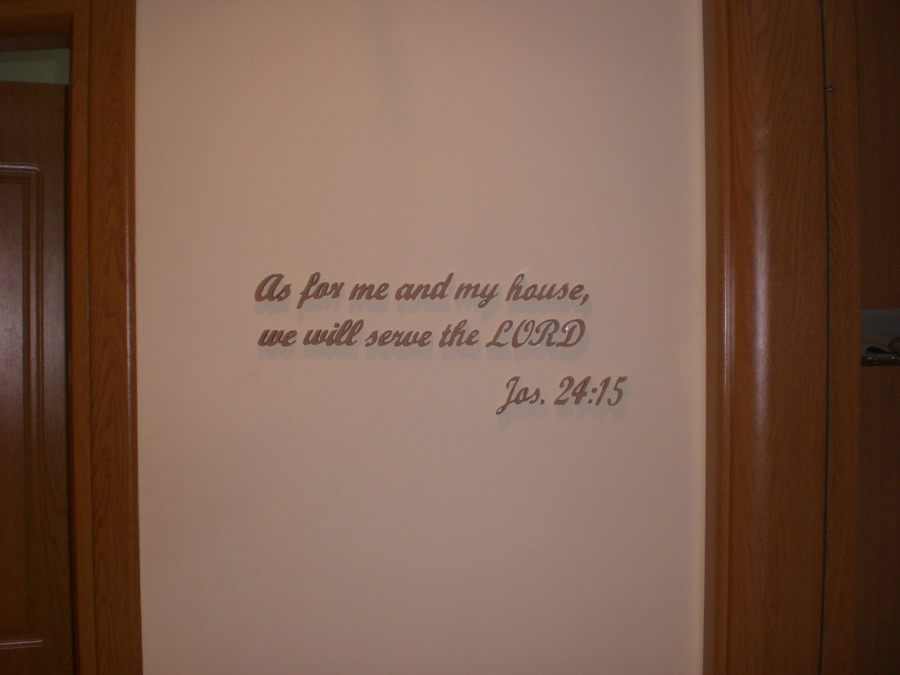 As for me and my house,
we will serve the LORD
Jos. 24:15